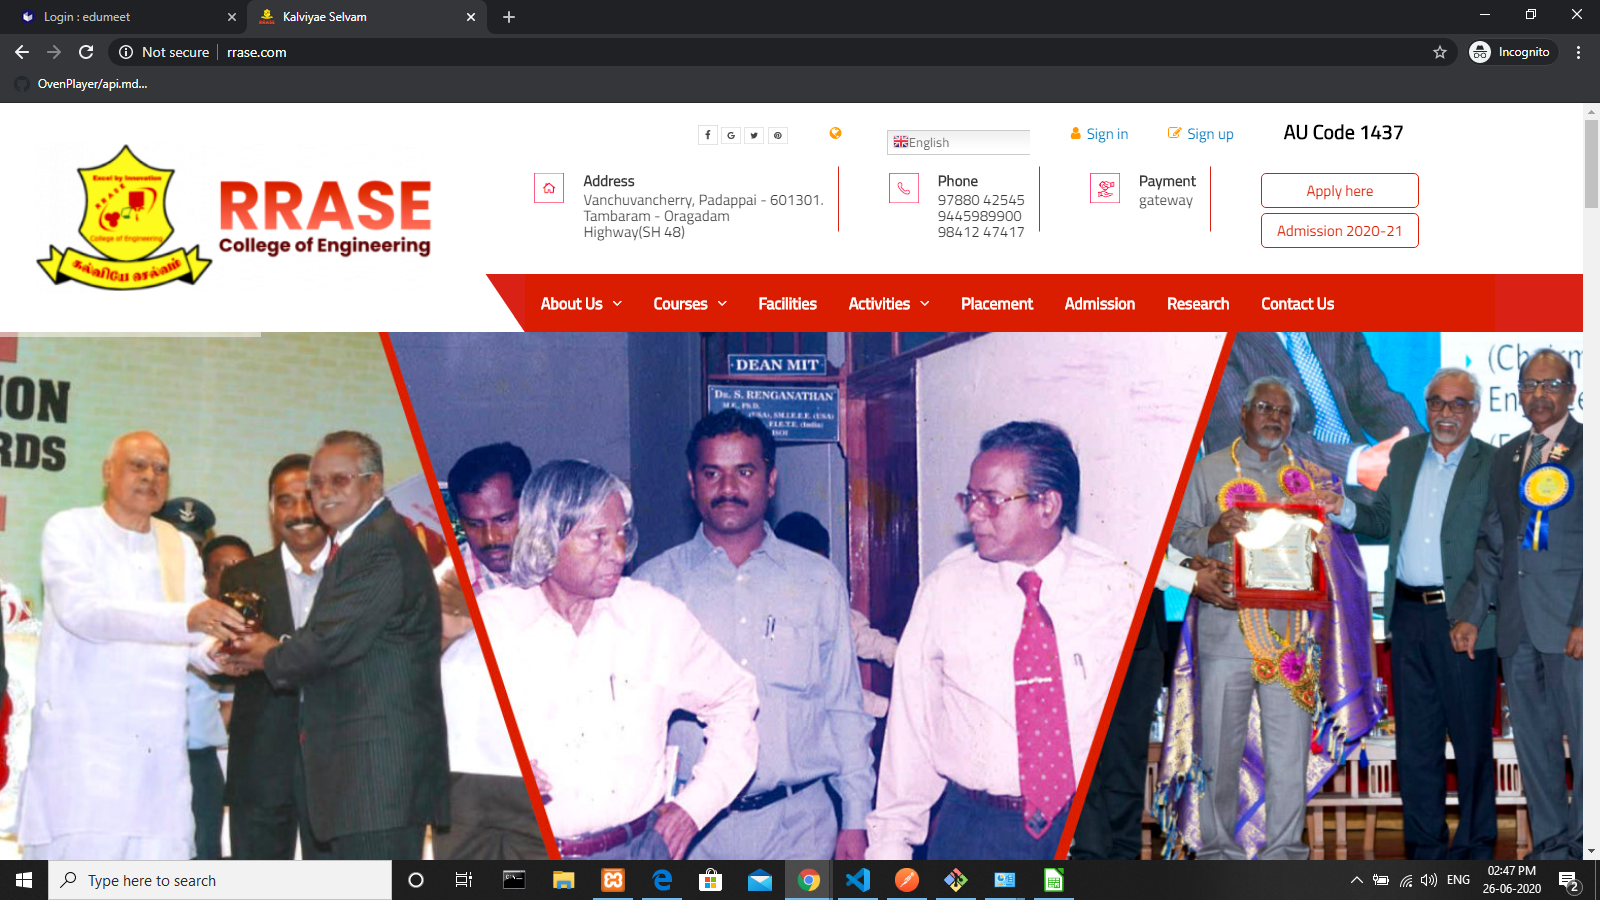 Login : edumeet
Kalviyae Selvam
Not secure
rrase.com
Incognito
OvenPlayer/api.md...
English
Sign in
Sign up
AU Code 1437
Excel by Innovation
RRASE
College of Engineering
கல்வியே செல்வம்
RRASE
College of Engineering
Address
Vanchuvancherry, Padappai - 601301.
Tambaram - Oragadam
Highway(SH 48)
Phone
97880 42545
9445989900
98412 47417
Payment
gateway
Apply here
Admission 2020-21
About Us
Courses
Facilities
Activities
Placement
Admission
Research
Contact Us
ION
RDS
DEAN MIT
DR. S. RENGANATHAN
M.E., Ph.D.
(USA), SM.I.E.E.E. (USA)
F.I.E.T.E. (India)
(Chairm
En
Type here to search
ENG
02:47 PM
26-06-2020
2